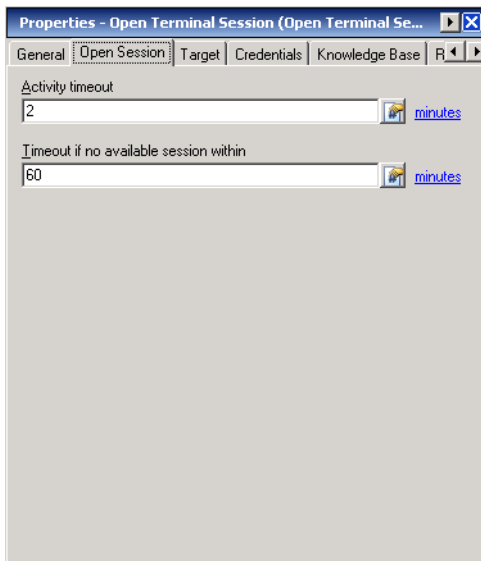 Properties - Open Terminal Session (Open Terminal Se...
General Open Session Target Credentials Knowledge Base R
Activity timeout
2 minutes
Timeout if no available session within
60 minutes